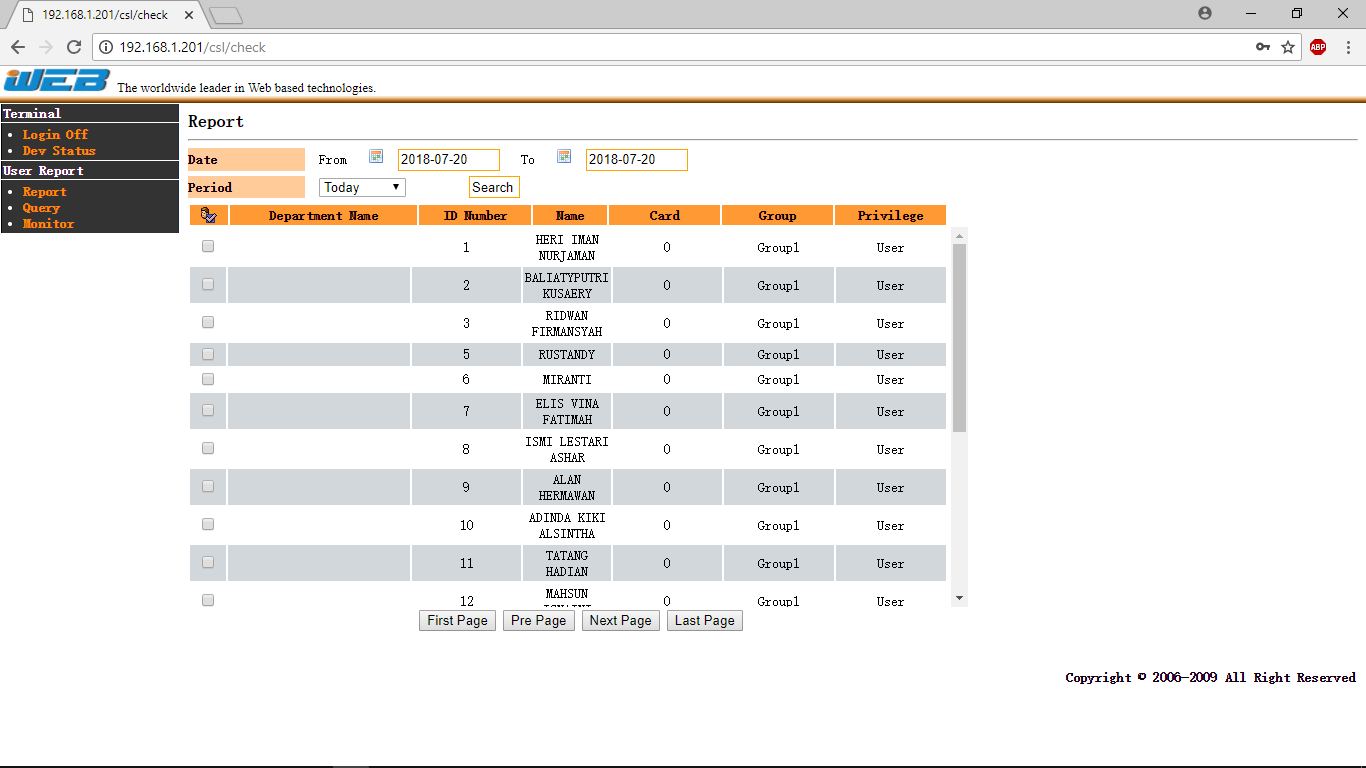 192.168.1.201/csl/check
192.168.1.201/csl/check
ABP
iWEB The worldwide leader in Web based technologies.
Terminal
Login Off
Dev Status
User Report
Report
Query
Monitor
Report
Date From 2018-07-20 To 2018-07-20
Period Today Search
Department Name ID Number Name Card Group Privilege
1 HERI IMAN NURJAMAN 0 Group1 User
2 BALIATYPUTRI KUSAERY 0 Group1 User
3 RIDWAN FIRMANSYAH 0 Group1 User
5 RUSTANDY 0 Group1 User
6 MIRANTI 0 Group1 User
7 ELIS VINA FATIMAH 0 Group1 User
8 ISMI LESTARI ASHAR 0 Group1 User
9 ALAN HERMAWAN 0 Group1 User
10 ADINDA KIKI ALSINTHA 0 Group1 User
11 TATANG HADIAN 0 Group1 User
12 MAHSUN 0 Group1 User
First Page Pre Page Next Page Last Page
Copyright © 2006-2009 All Right Reserved